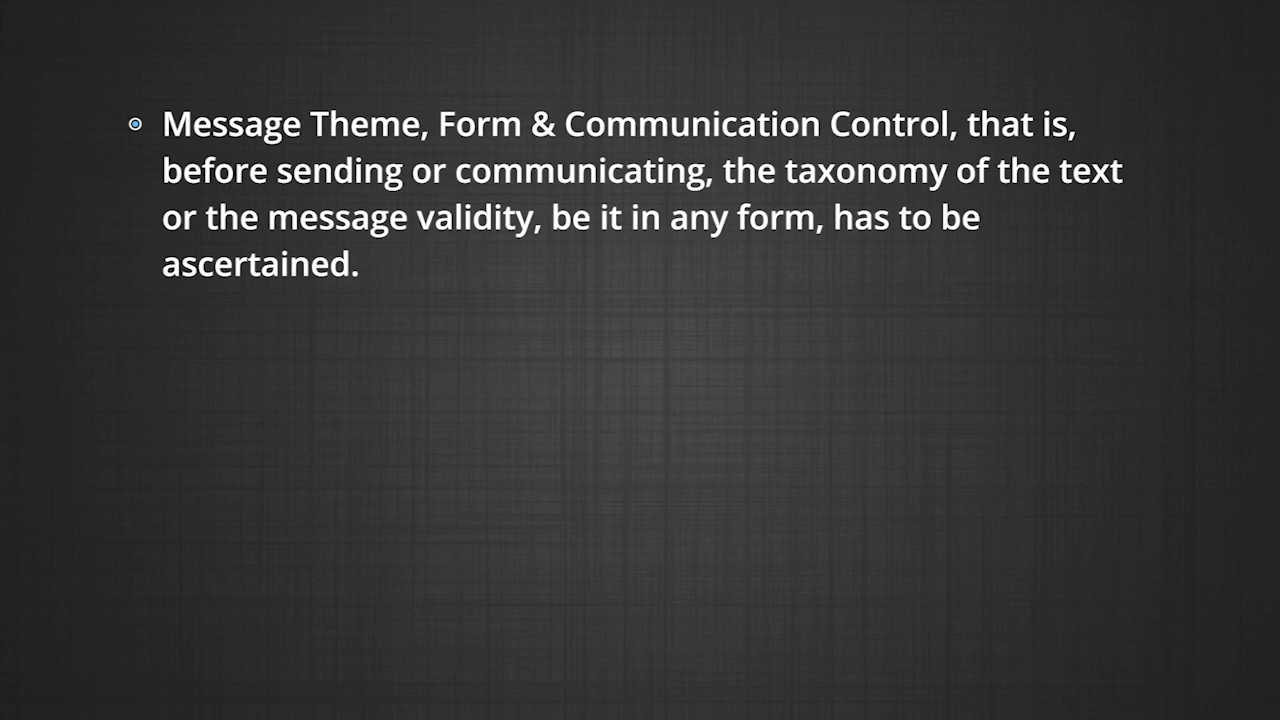 Message Theme, Form & Communication Control, that is,
before sending or communicating, the taxonomy of the text
or the message validity, be it in any form, has to be
ascertained.